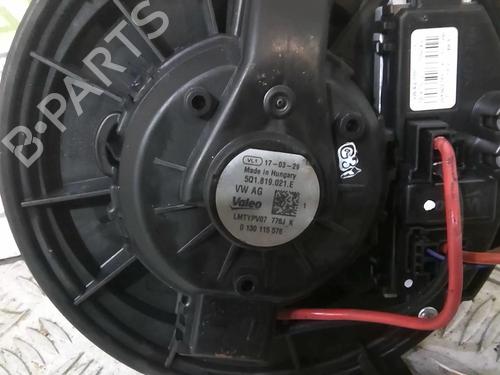 B-PARTS
VL1 17-03-29
Made in Hungary
5Q1.819.021.E
VW AG
Valeo
LMTYPV07 778J K
0 130 115 576